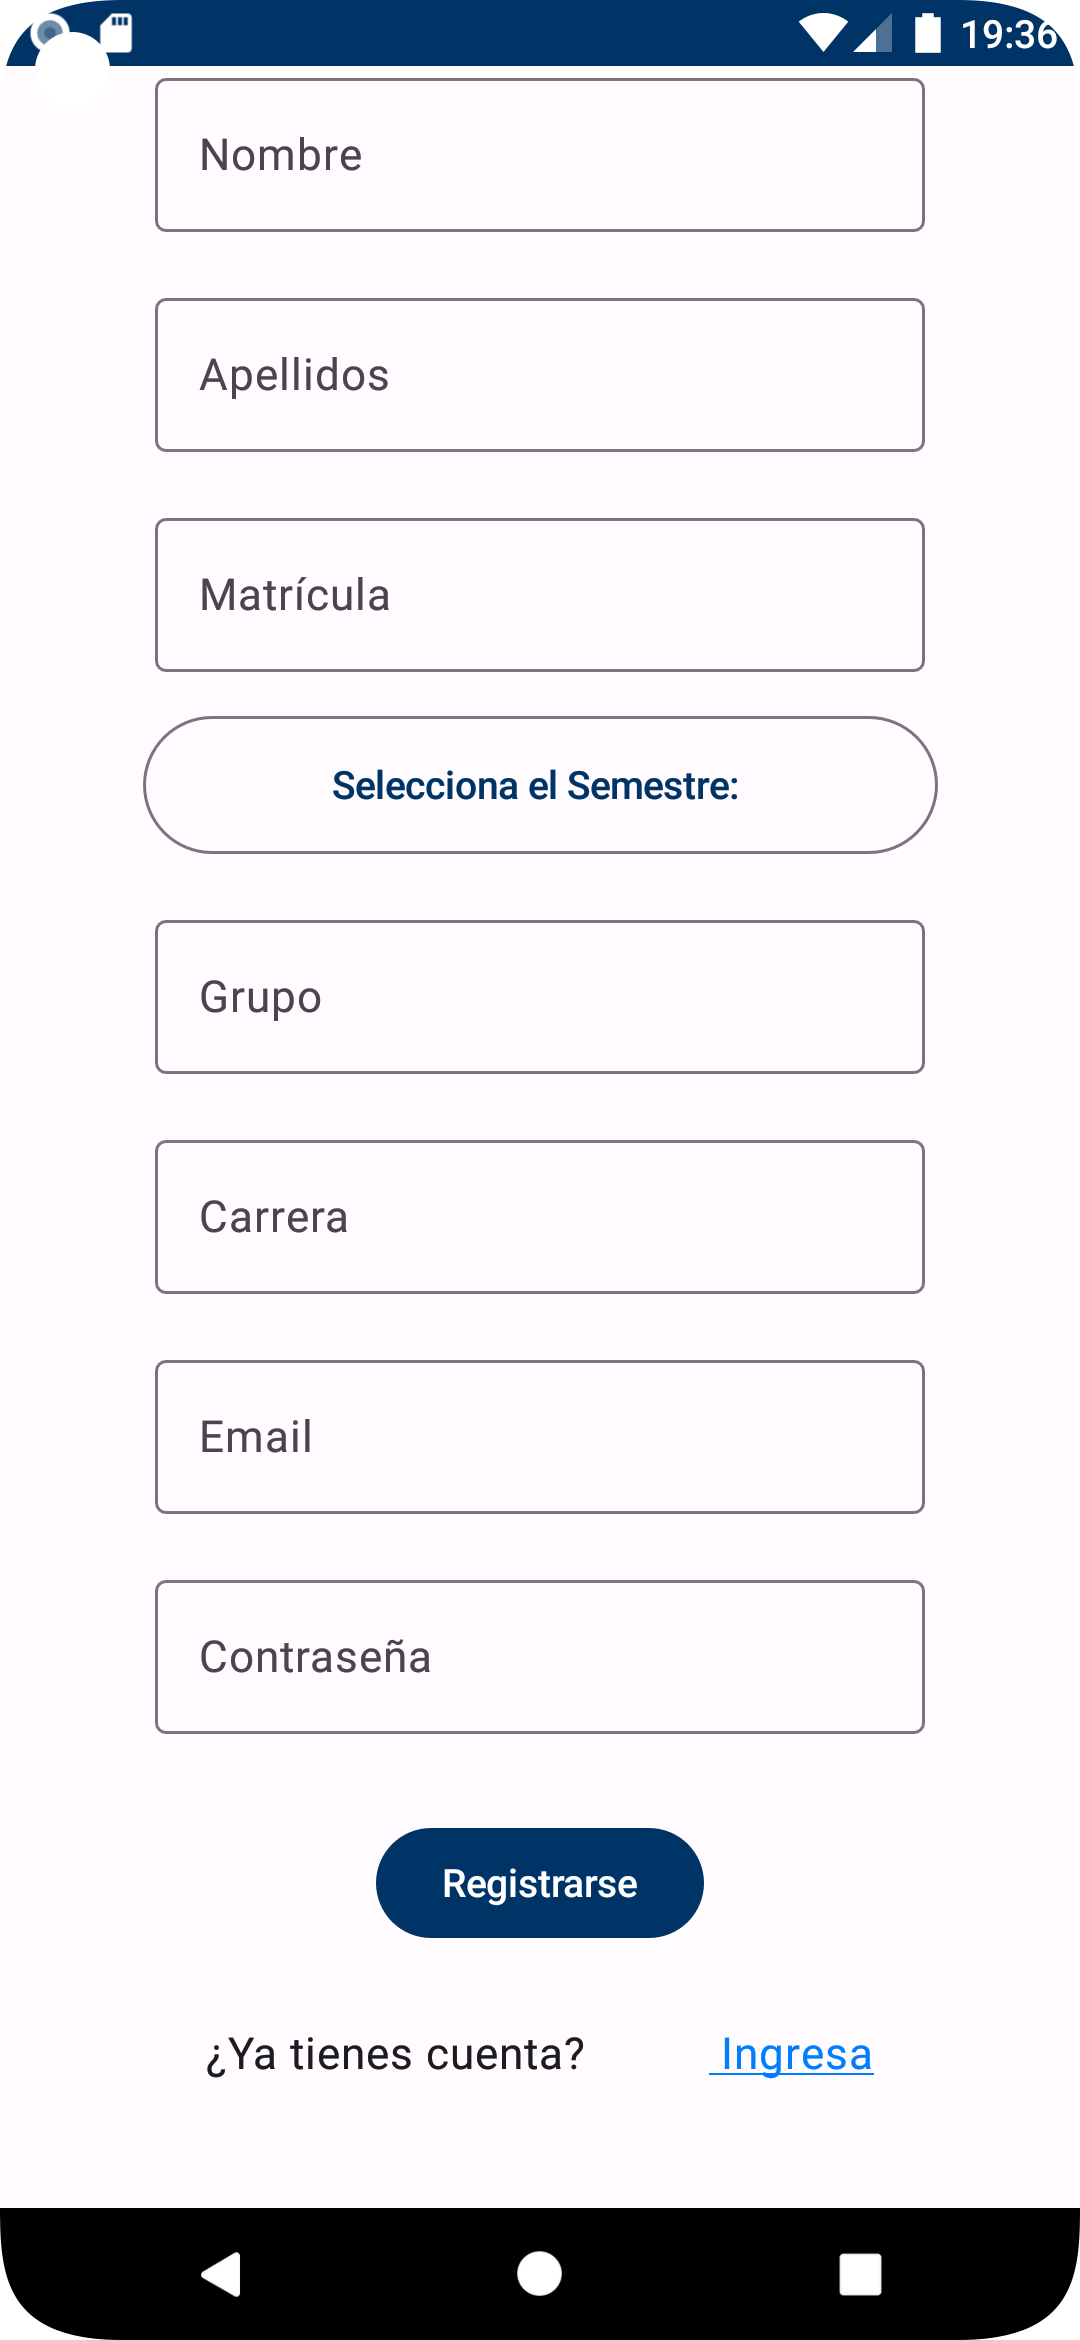 19:36
Nombre
Apellidos
Matrícula
Selecciona el Semestre:
Grupo
Carrera
Email
Contraseña
Registrarse
¿Ya tienes cuenta? Ingresa